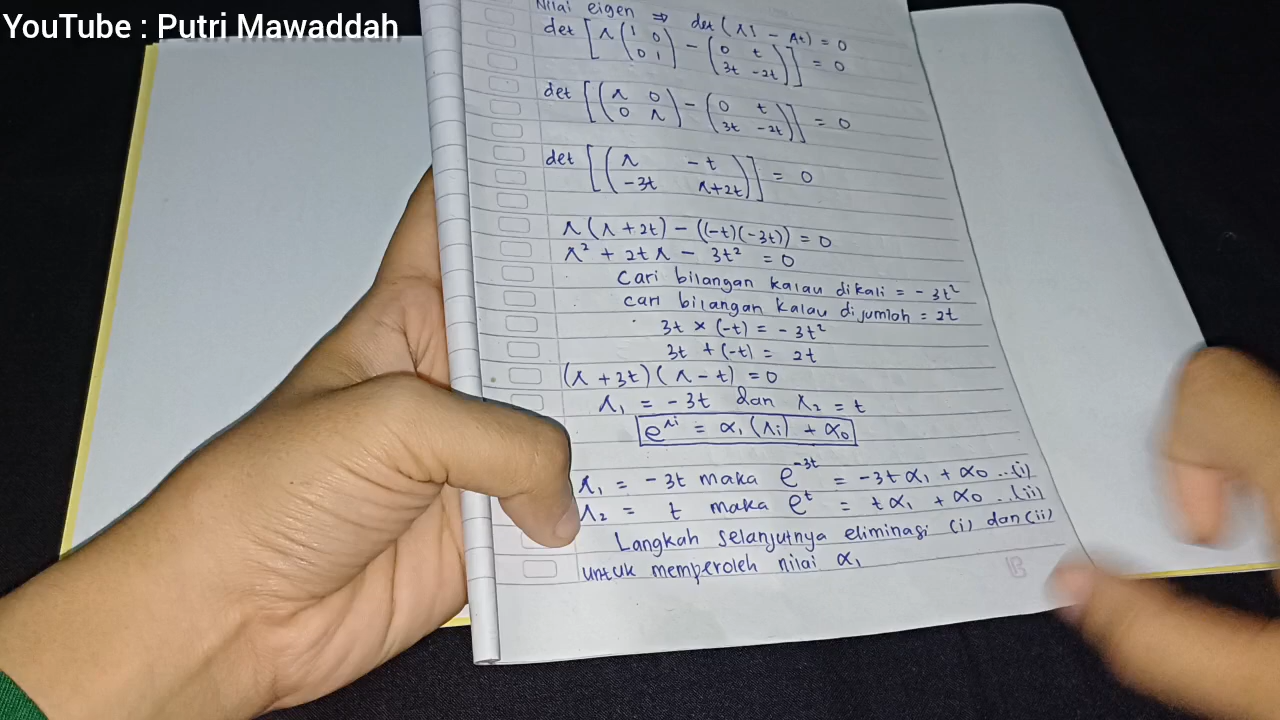 YouTube : Putri Mawaddah
Nilai eigen ⇒ det (λI - At) = 0
det [λ(1 0 0 1) - (0 t 3t -2t)] = 0
det [(λ 0 0 λ) - (0 t 3t -2t)] = 0
det [(λ -t -3t λ+2t)] = 0
λ(λ + 2t) - ((-t)(-3t)) = 0
λ² + 2tλ - 3t² = 0
Cari bilangan kalau dikali = -3t²
cari bilangan kalau dijumlah = 2t
3t × (-t) = -3t²
3t + (-t) = 2t
(λ + 3t)(λ - t) = 0
λ₁ = -3t dan λ₂ = t
e^λi = α₁(λi) + α₀
λ₁ = -3t maka e^-3t = -3tα₁ + α₀ ...(i)
λ₂ = t maka e^t = tα₁ + α₀ ...(ii)
Langkah selanjutnya eliminasi (i) dan (ii)
untuk memperoleh nilai α₁